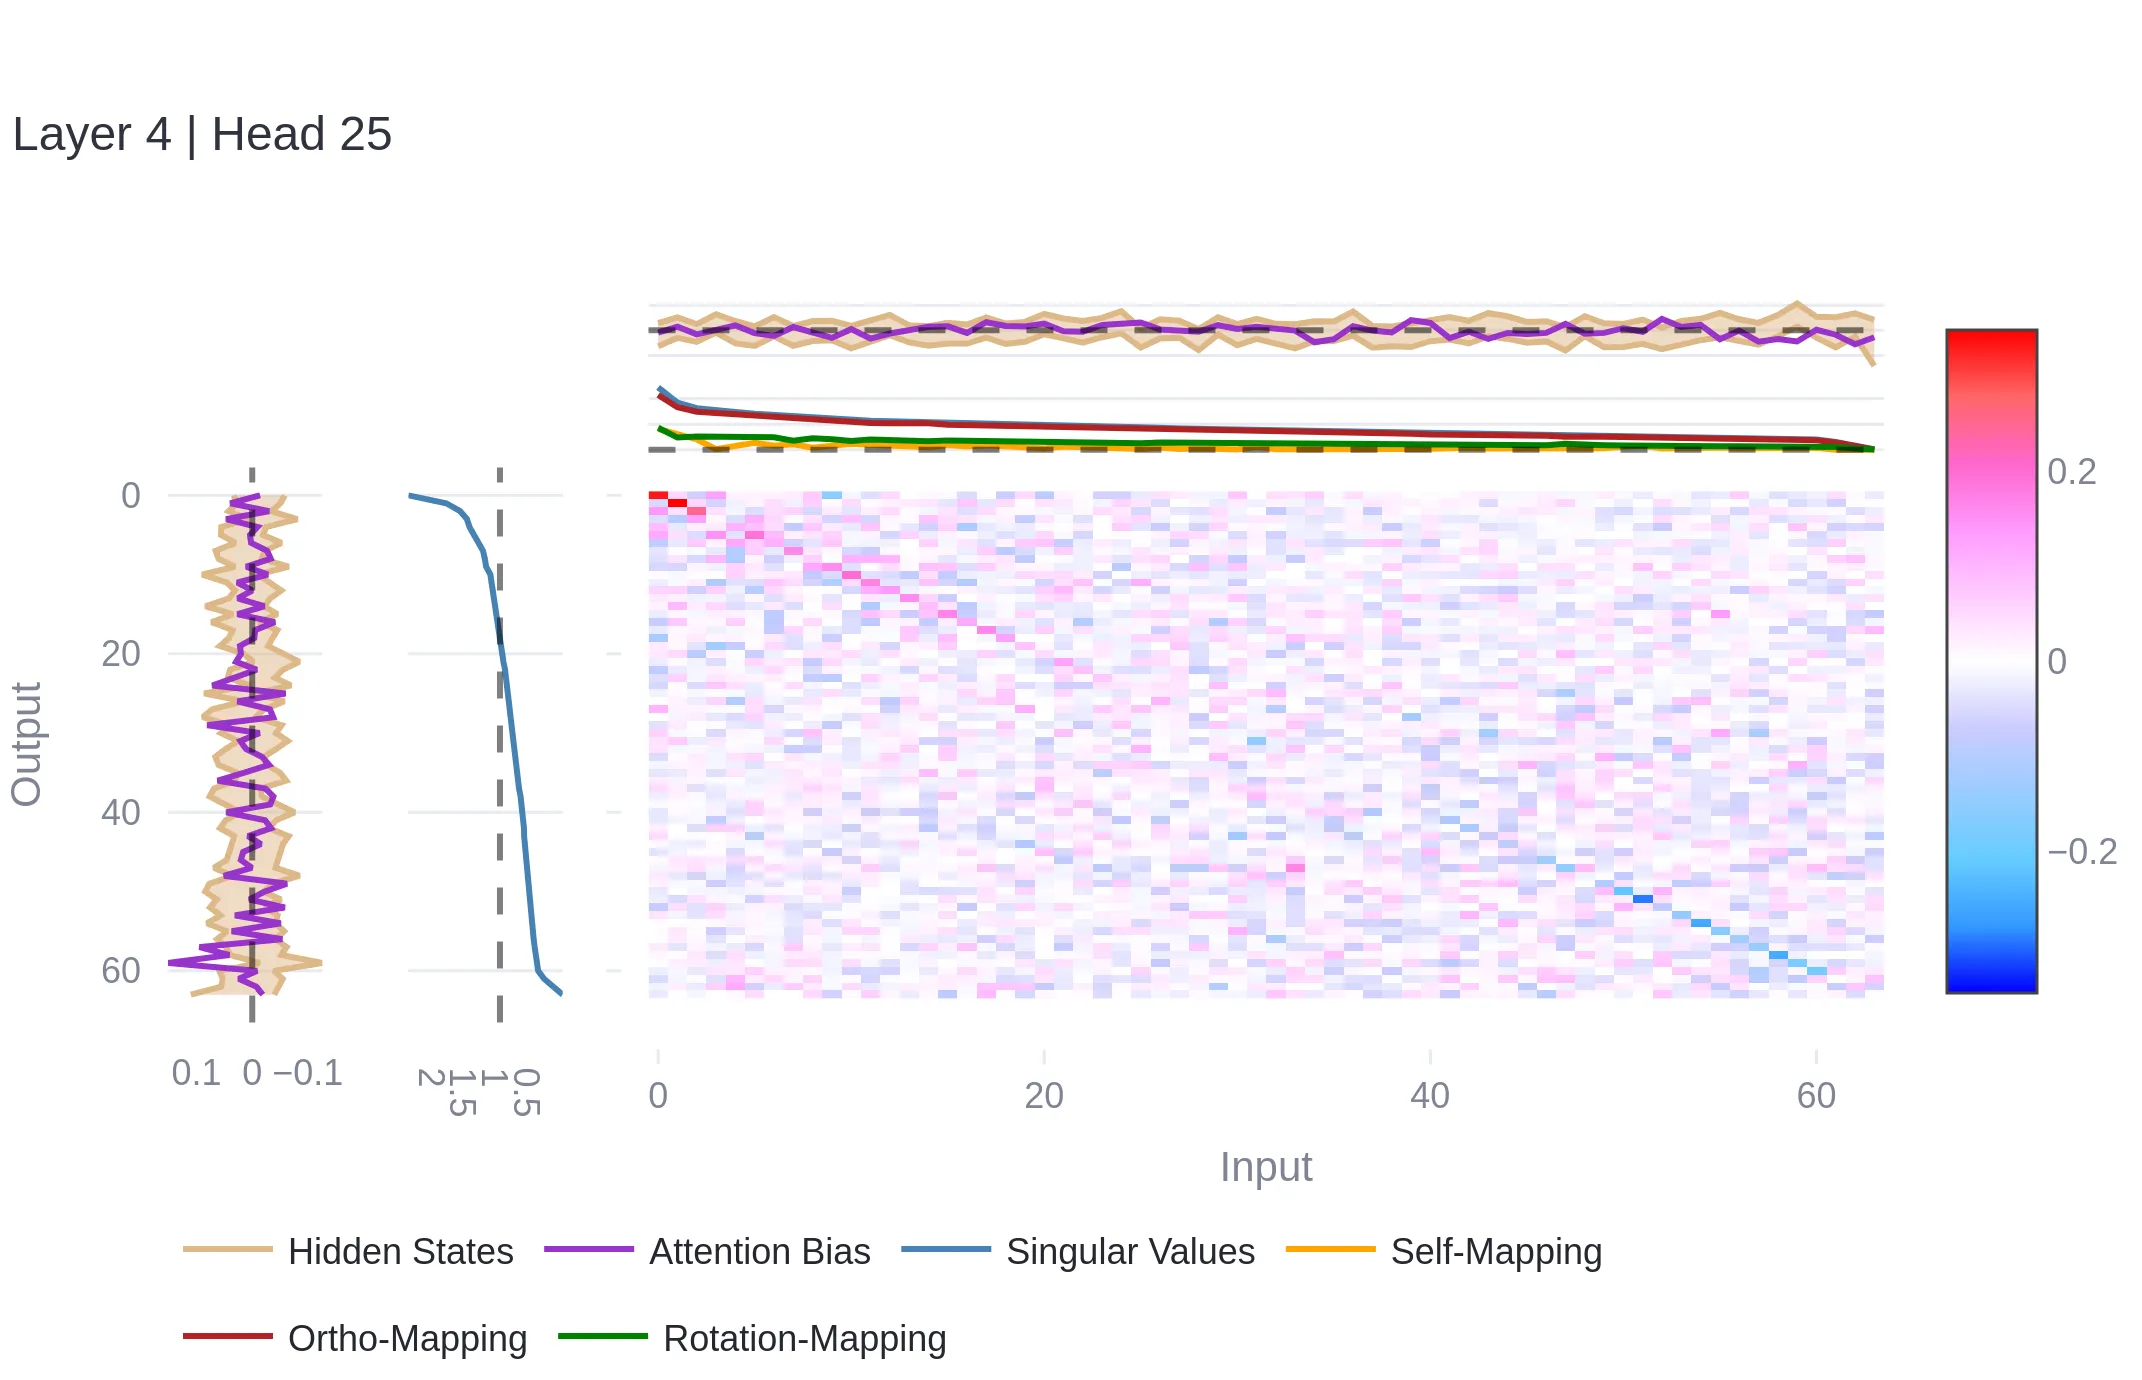 Layer 4 | Head 25
0.2
0
−0.2
Output
0
20
40
60
0.1 0 −0.1
2 1.5 1 0.5
0 20 40 60
Input
Hidden States Attention Bias Singular Values Self-Mapping
Ortho-Mapping Rotation-Mapping